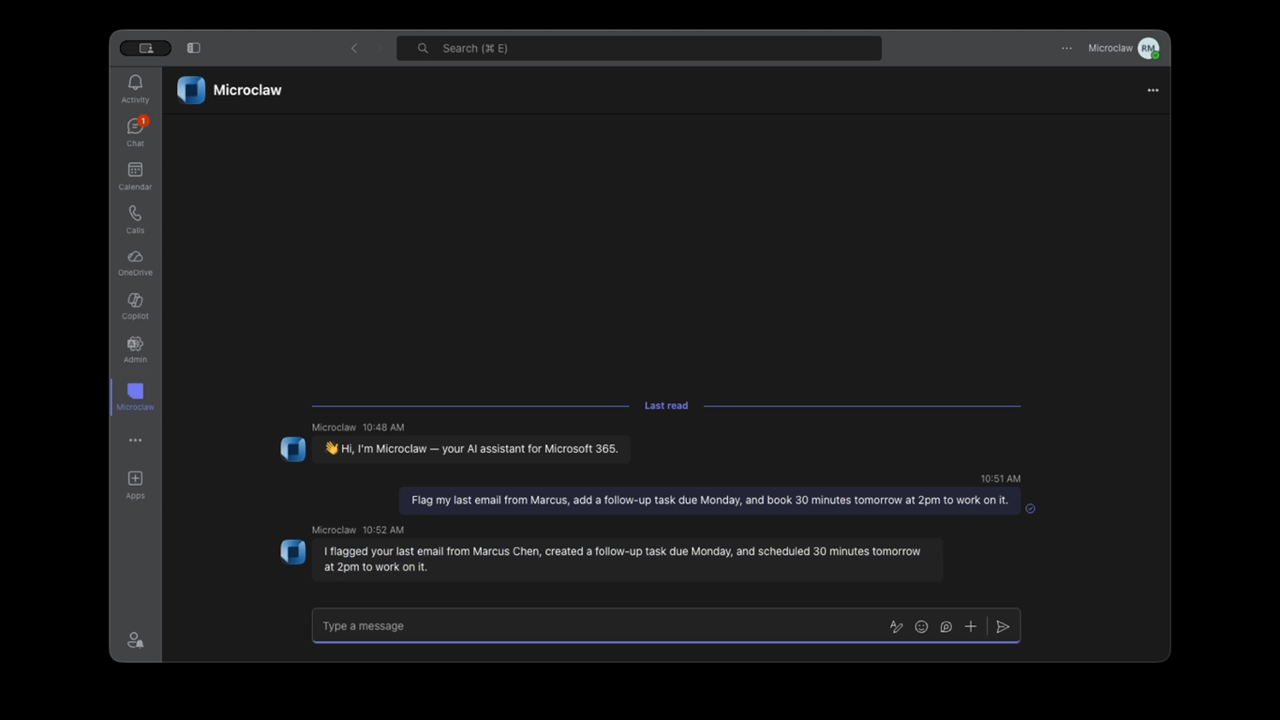 Search (⌘ E)
Microclaw
RM
Activity
1
Chat
Calendar
Calls
OneDrive
Copilot
Admin
Microclaw
Apps
Microclaw
Last read
Microclaw 10:48 AM
👋 Hi, I'm Microclaw — your AI assistant for Microsoft 365.
10:51 AM
Flag my last email from Marcus, add a follow-up task due Monday, and book 30 minutes tomorrow at 2pm to work on it.
Microclaw 10:52 AM
I flagged your last email from Marcus Chen, created a follow-up task due Monday, and scheduled 30 minutes tomorrow
at 2pm to work on it.
Type a message